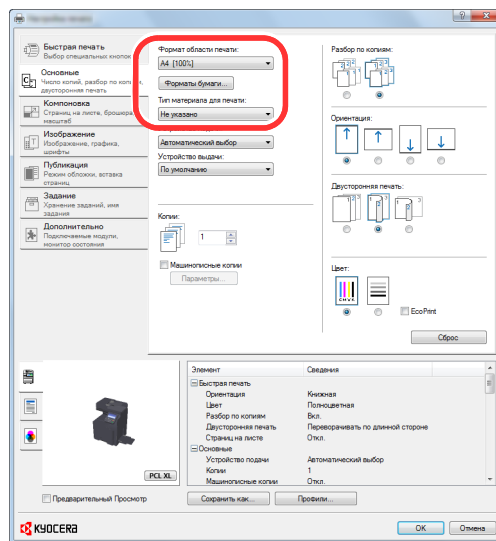 Быстрая печать
Выбор специальных кнопок
Основные
Число копий, разбор по копиям,
двусторонняя печать
Компоновка
Страниц на листе, брошюра,
масштаб
Изображение
Изображение, графика,
шрифты
Публикация
Режим обложки, вставка
страниц
Задание
Хранение заданий, имя
задания
Дополнительно
Подключаемые модули,
монитор состояния
Формат области печати:
A4 [100%]
Форматы бумаги...
Тип материала для печати:
Не указано
Автоматический выбор
Устройство выдачи:
По умолчанию
Копии:
1
Машинописные копии
Параметры...
Разбор по копиям:
Ориентация:
Двусторонняя печать:
Цвет:
CMYK
EcoPrint
Сброс
PCL XL
Предварительный Просмотр
Элемент Сведения
Быстрая печать
Ориентация Книжная
Цвет Полноцветная
Разбор по копиям Вкл.
Двусторонняя печать Переворачивать по длинной стороне
Страниц на листе Откл.
Основные
Устройство подачи Автоматический выбор
Копии 1
Машинописные копии Откл.
Сохранить как... Профили...
KYOCERA
OK Отмена